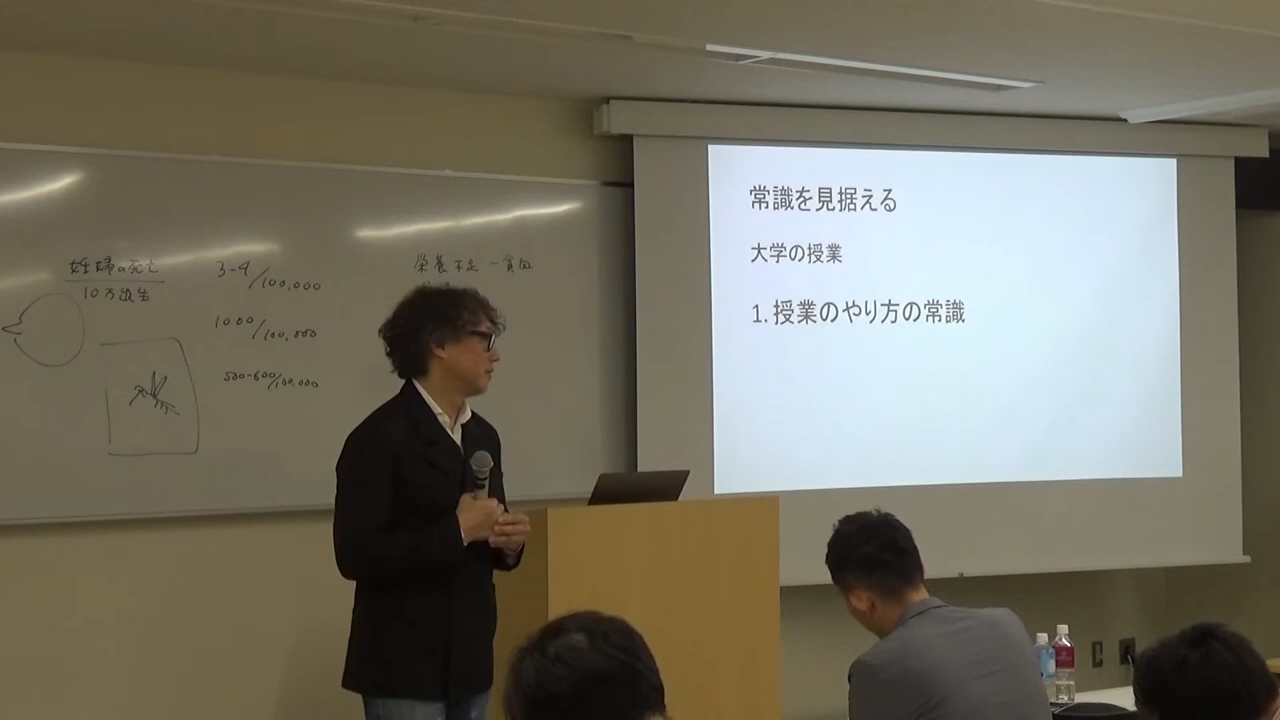 妊婦の死亡
10万出生
3-4/100,000
1000/100,000
500-600/100,000
栄養不足 - 貧血
常識を見据える
大学の授業
1. 授業のやり方の常識